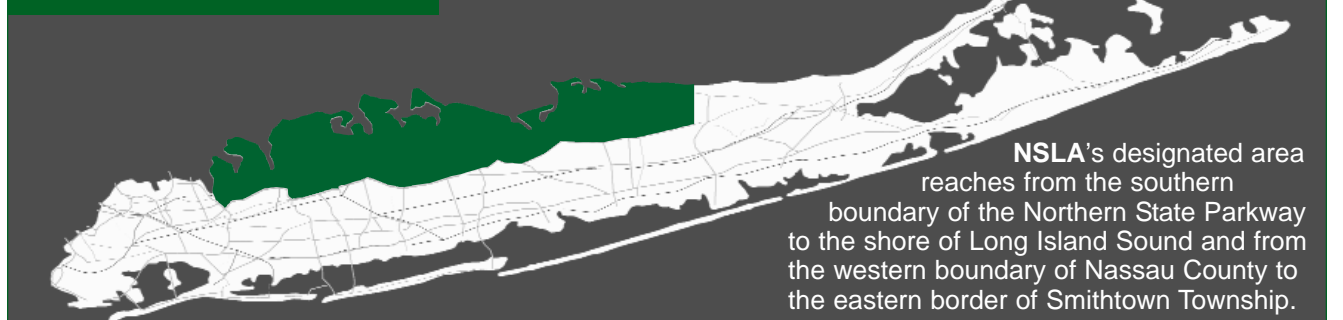 NSLA's designated area
reaches from the southern
boundary of the Northern State Parkway
to the shore of Long Island Sound and from
the western boundary of Nassau County to
the eastern border of Smithtown Township.